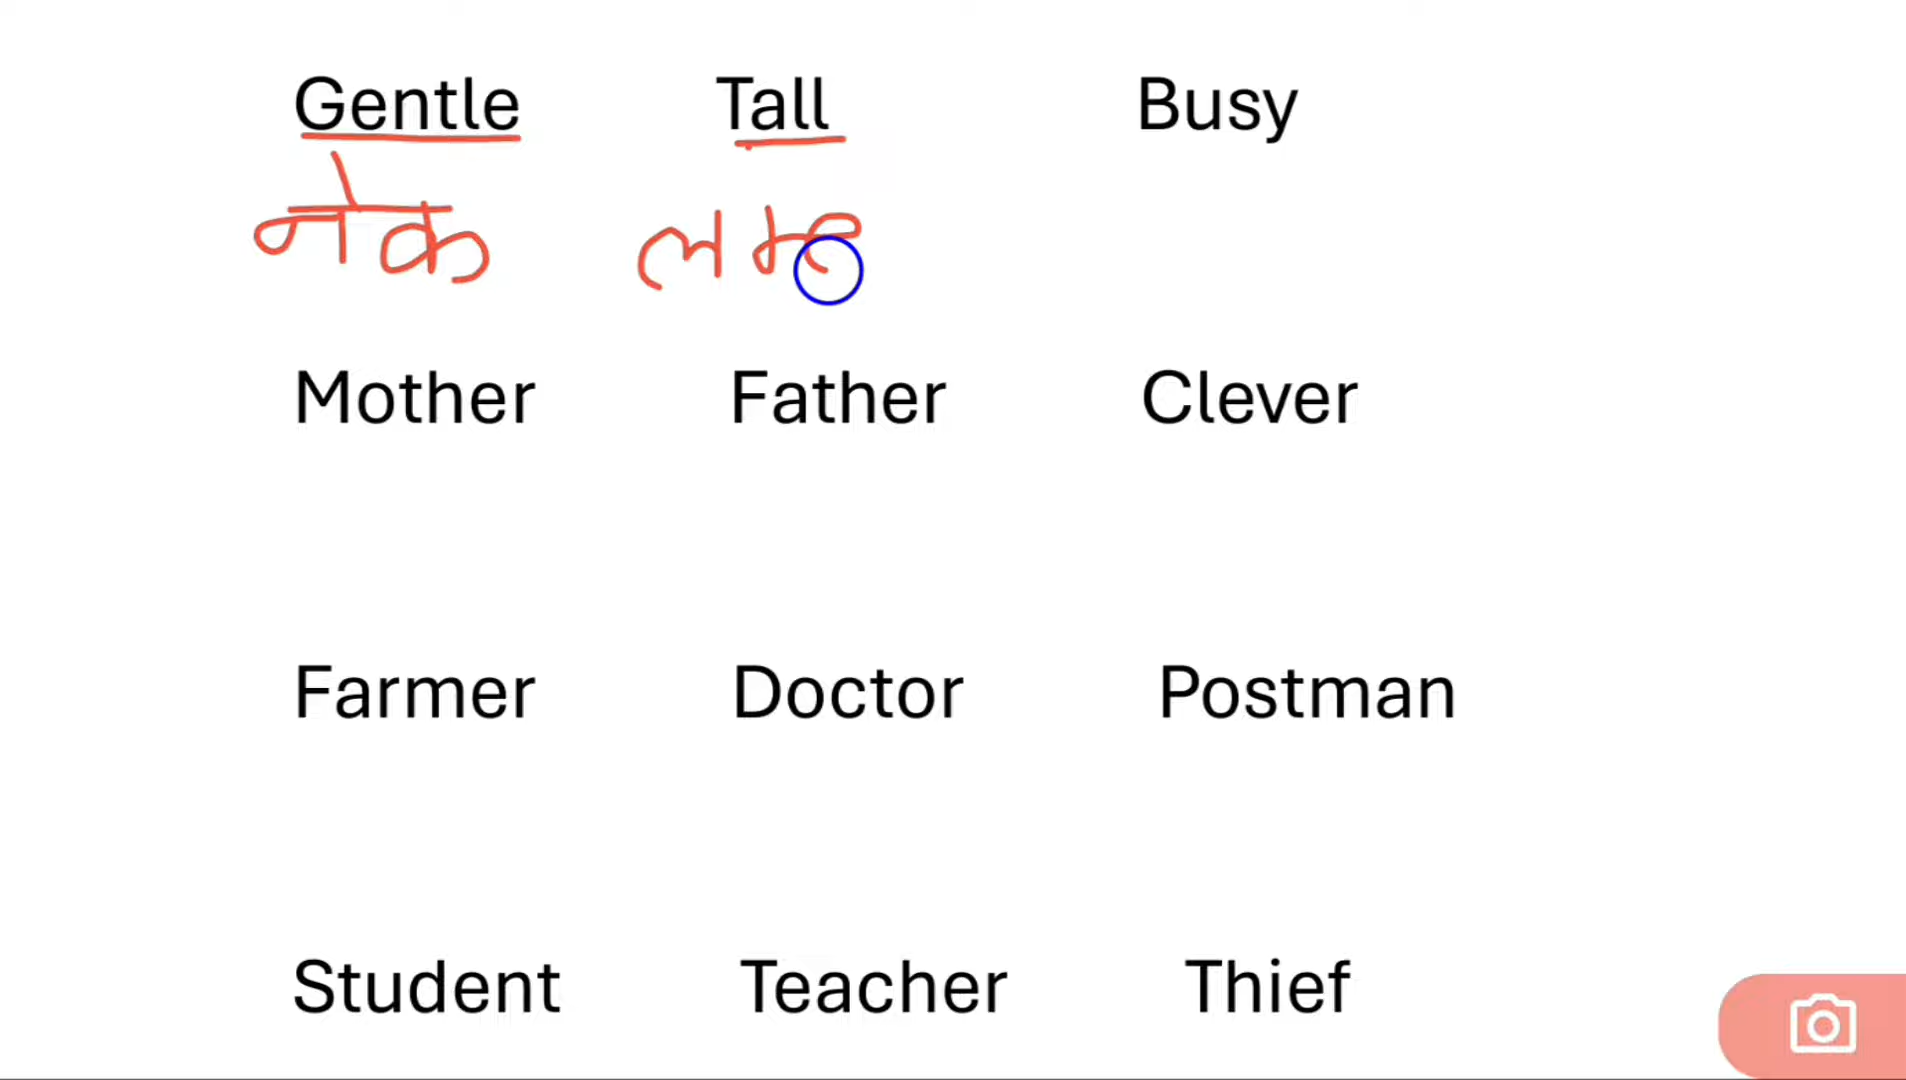 Gentle Tall Busy
नेक
Mother Father Clever
Farmer Doctor Postman
Student Teacher Thief